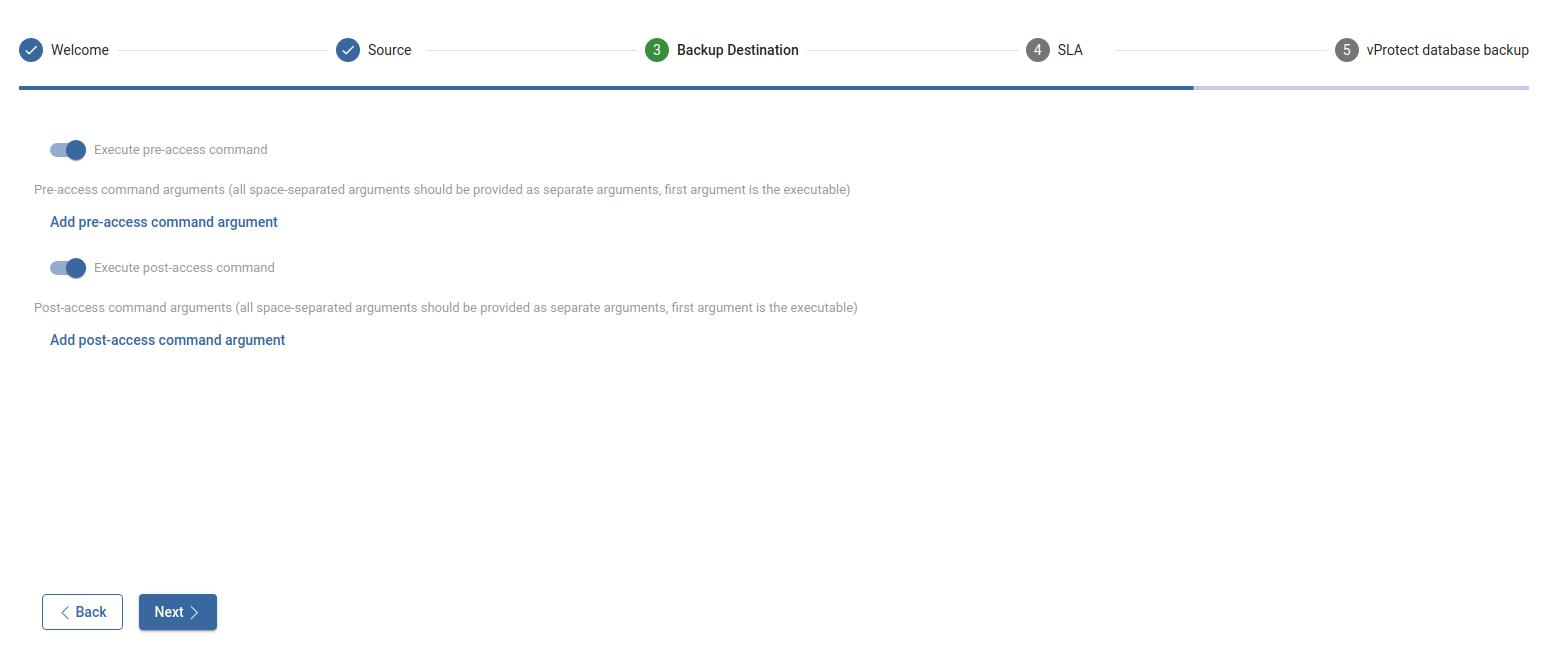 Welcome
Source
3 Backup Destination
4 SLA
5 vProtect database backup
Execute pre-access command
Pre-access command arguments (all space-separated arguments should be provided as separate arguments, first argument is the executable)
Add pre-access command argument
Execute post-access command
Post-access command arguments (all space-separated arguments should be provided as separate arguments, first argument is the executable)
Add post-access command argument
Back
Next